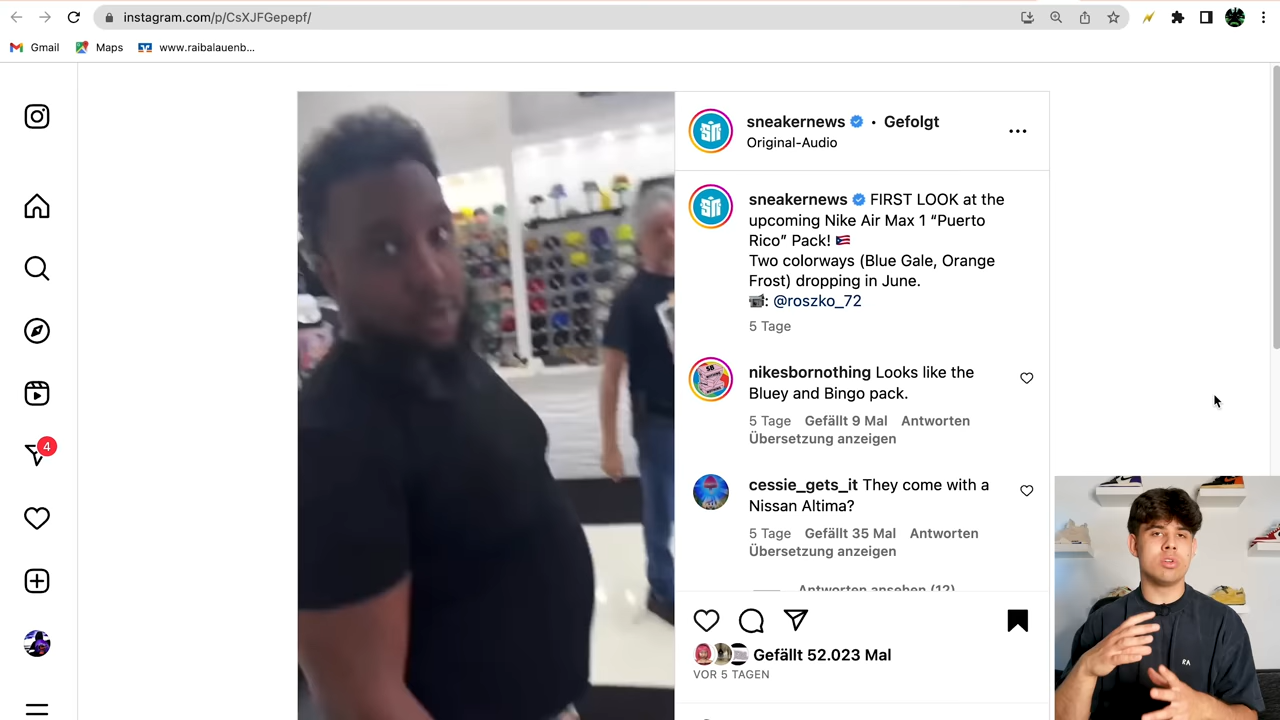 instagram.com/p/CsXJFGepepf/
Gmail
Maps
www.raibalauenb...
sneakernews • Gefolgt
Original-Audio
sneakernews FIRST LOOK at the
upcoming Nike Air Max 1 “Puerto
Rico” Pack! 🇵🇷
Two colorways (Blue Gale, Orange
Frost) dropping in June.
📹: @roszko_72
5 Tage
nikesbornothing Looks like the
Bluey and Bingo pack.
5 Tage Gefällt 9 Mal Antworten
Übersetzung anzeigen
cessie_gets_it They come with a
Nissan Altima?
5 Tage Gefällt 35 Mal Antworten
Übersetzung anzeigen
Antworten ansehen (12)
4
Gefällt 52.023 Mal
VOR 5 TAGEN